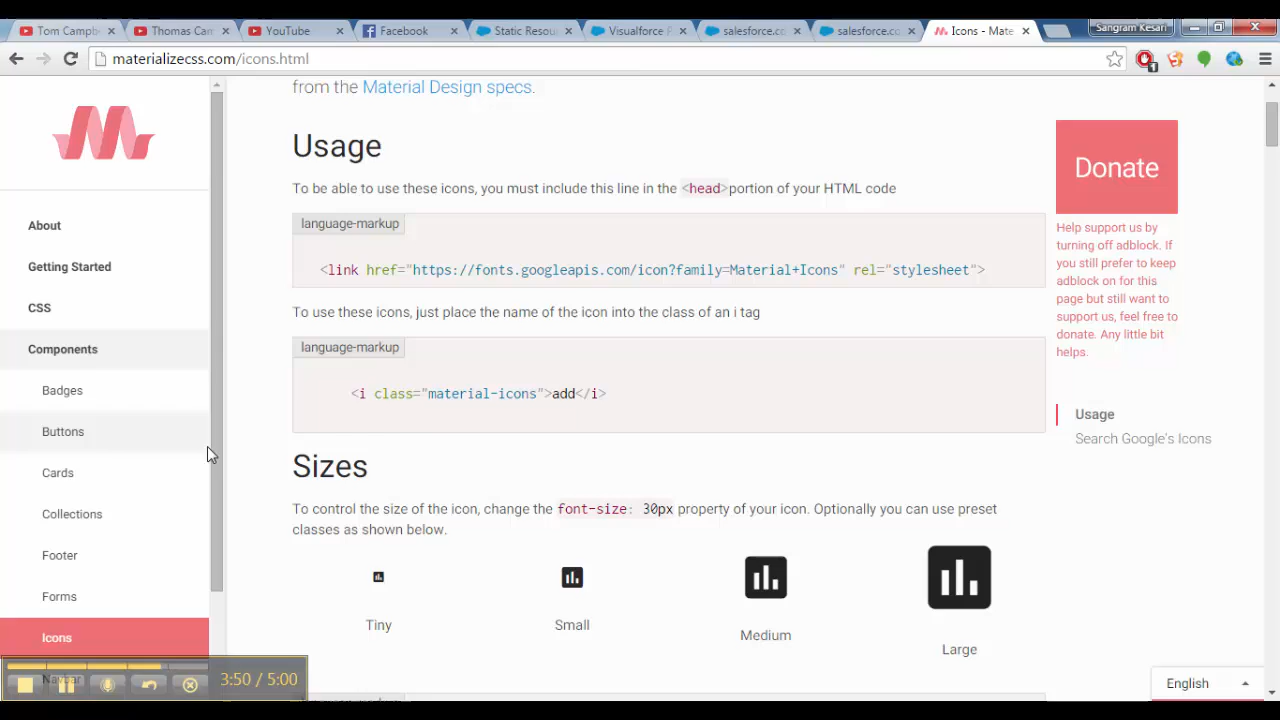 Tom Campb
Thomas Cam
YouTube
Facebook
Static Resou
Visualforce P
salesforce.co
salesforce.co
Icons - Mate
Sangram Kesari
materializecss.com/icons.html
1
from the Material Design specs.
Usage
To be able to use these icons, you must include this line in the <head>portion of your HTML code
language-markup
<link href="https://fonts.googleapis.com/icon?family=Material+Icons" rel="stylesheet">
To use these icons, just place the name of the icon into the class of an i tag
language-markup
<i class="material-icons">add</i>
Sizes
To control the size of the icon, change the font-size: 30px property of your icon. Optionally you can use preset
classes as shown below.
Tiny
Small
Medium
Large
About
Getting Started
CSS
Components
Badges
Buttons
Cards
Collections
Footer
Forms
Icons
Navbar
Donate
Help support us by
turning off adblock. If
you still prefer to keep
adblock on for this
page but still want to
support us, feel free to
donate. Any little bit
helps.
Usage
Search Google's Icons
3:50 / 5:00
English